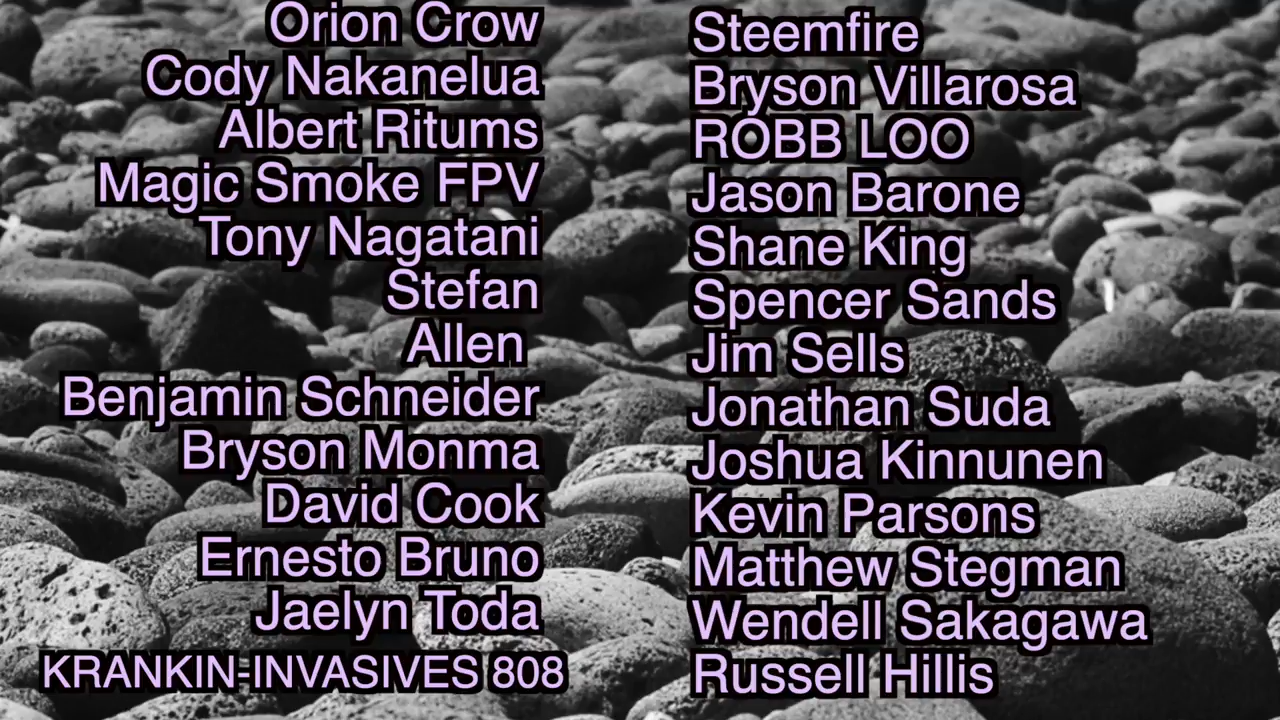 Orion Crow
Cody Nakanelua
Albert Ritums
Magic Smoke FPV
Tony Nagatani
Stefan
Allen
Benjamin Schneider
Bryson Monma
David Cook
Ernesto Bruno
Jaelyn Toda
KRANKIN-INVASIVES 808
Steemfire
Bryson Villarosa
ROBB LOO
Jason Barone
Shane King
Spencer Sands
Jim Sells
Jonathan Suda
Joshua Kinnunen
Kevin Parsons
Matthew Stegman
Wendell Sakagawa
Russell Hillis